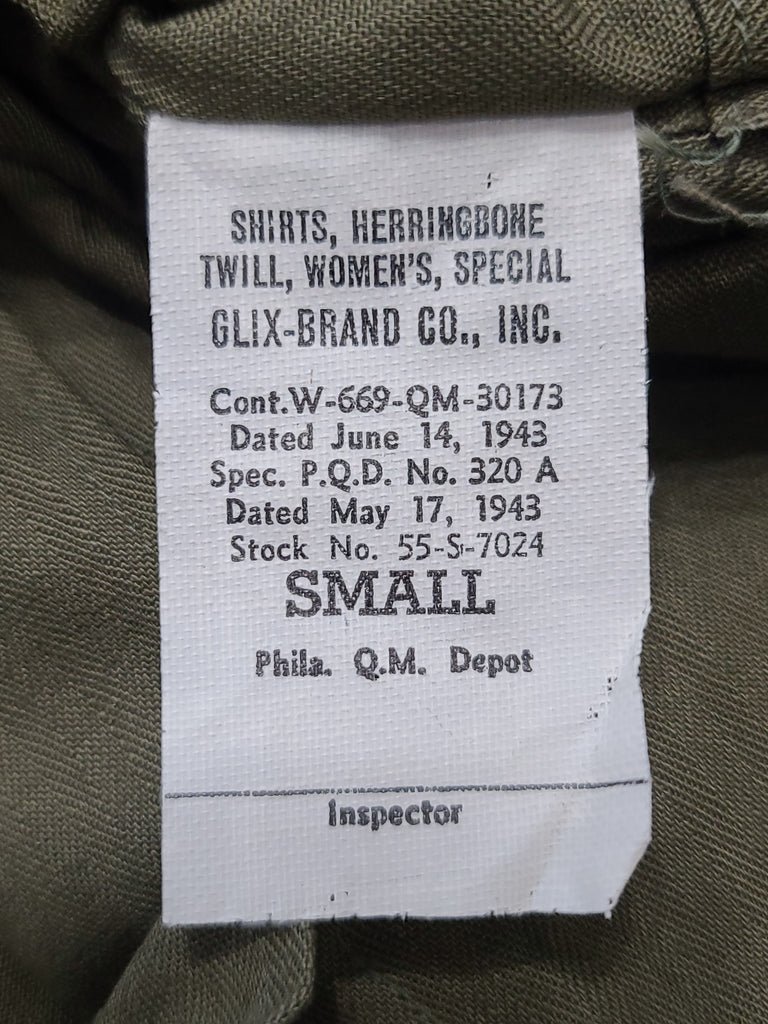 SHIRTS, HERRINGBONE
TWILL, WOMEN'S, SPECIAL
GLIX-BRAND CO., INC.
Cont.W-669-QM-30173
Dated June 14, 1943
Spec. P.Q.D. No. 320 A
Dated May 17, 1943
Stock No. 55-S-7024
SMALL
Phila. Q.M. Depot
Inspector